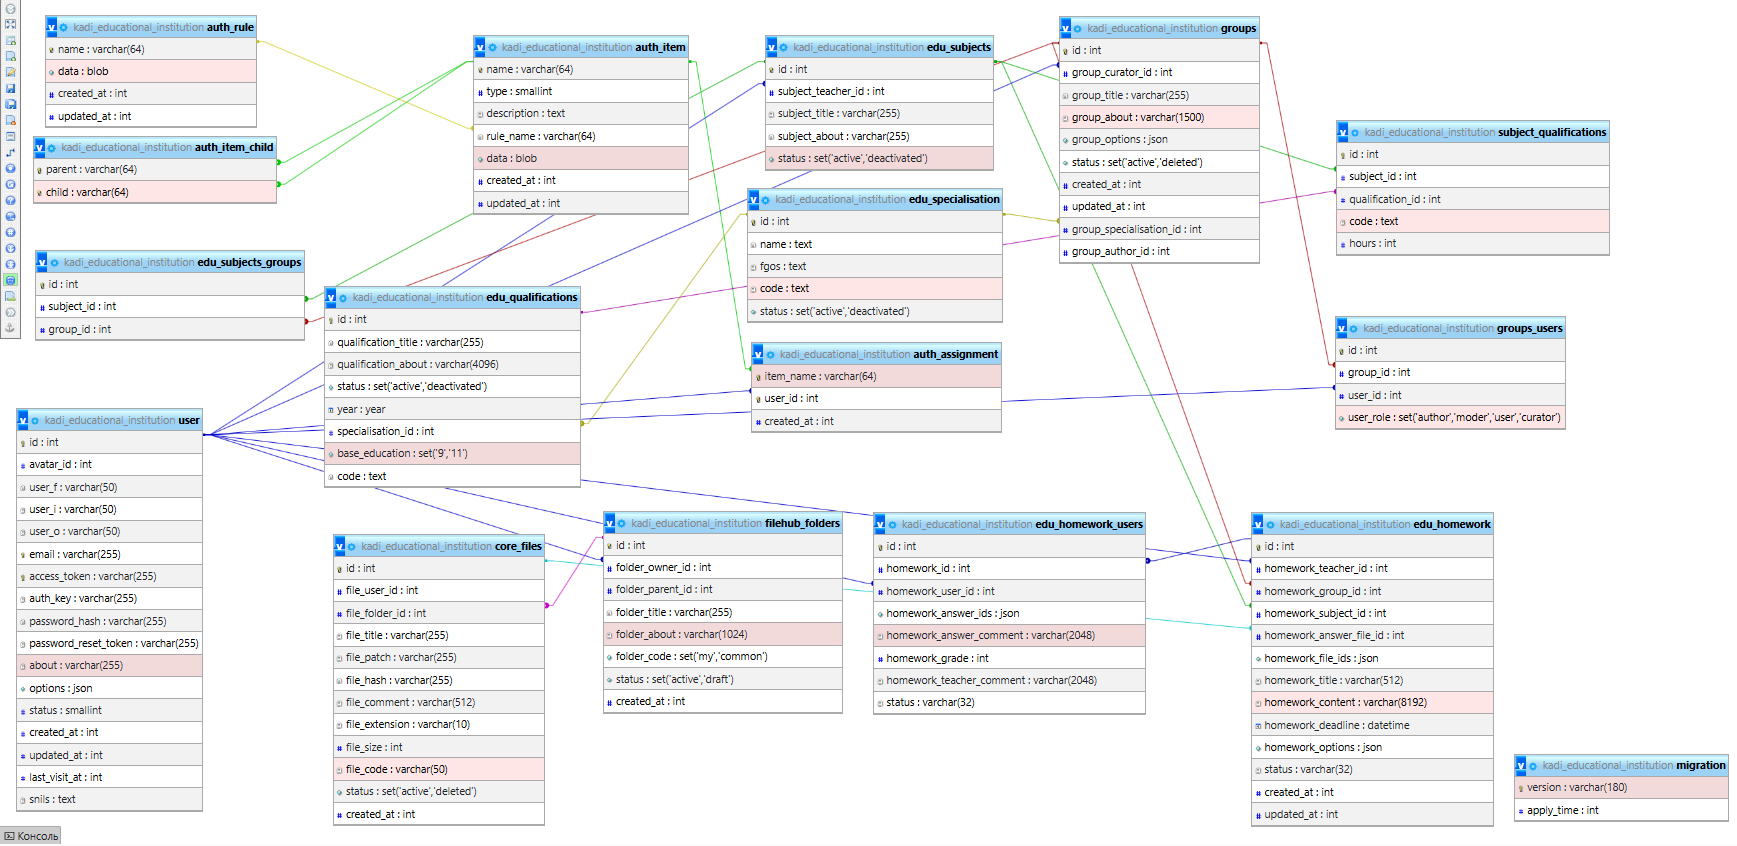 kadi_educational_institution auth_rule
name : varchar(64)
data : blob
created_at : int
updated_at : int
kadi_educational_institution auth_item_child
parent : varchar(64)
child : varchar(64)
kadi_educational_institution auth_item
name : varchar(64)
type : smallint
description : text
rule_name : varchar(64)
data : blob
created_at : int
updated_at : int
kadi_educational_institution edu_subjects
id : int
subject_teacher_id : int
subject_title : varchar(255)
subject_about : varchar(255)
status : set('active','deactivated')
kadi_educational_institution groups
id : int
group_curator_id : int
group_title : varchar(255)
group_about : varchar(1500)
group_options : json
status : set('active','deleted')
created_at : int
updated_at : int
group_specialisation_id : int
group_author_id : int
kadi_educational_institution subject_qualifications
id : int
subject_id : int
qualification_id : int
code : text
hours : int
kadi_educational_institution edu_specialisation
id : int
name : text
fgos : text
code : text
status : set('active','deactivated')
kadi_educational_institution edu_subjects_groups
id : int
subject_id : int
group_id : int
kadi_educational_institution edu_qualifications
id : int
qualification_title : varchar(255)
qualification_about : varchar(4096)
status : set('active','deactivated')
year : year
specialisation_id : int
base_education : set('9','11')
code : text
kadi_educational_institution auth_assignment
item_name : varchar(64)
user_id : int
created_at : int
kadi_educational_institution groups_users
id : int
group_id : int
user_id : int
user_role : set('author','moder','user','curator')
kadi_educational_institution user
id : int
avatar_id : int
user_f : varchar(50)
user_i : varchar(50)
user_o : varchar(50)
email : varchar(255)
access_token : varchar(255)
auth_key : varchar(255)
password_hash : varchar(255)
password_reset_token : varchar(255)
about : varchar(255)
options : json
status : smallint
created_at : int
updated_at : int
last_visit_at : int
snils : text
kadi_educational_institution core_files
id : int
file_user_id : int
file_folder_id : int
file_title : varchar(255)
file_patch : varchar(255)
file_hash : varchar(255)
file_comment : varchar(512)
file_extension : varchar(10)
file_size : int
file_code : varchar(50)
status : set('active','deleted')
created_at : int
kadi_educational_institution filehub_folders
id : int
folder_owner_id : int
folder_parent_id : int
folder_title : varchar(255)
folder_about : varchar(1024)
folder_code : set('my','common')
status : set('active','draft')
created_at : int
kadi_educational_institution edu_homework_users
id : int
homework_id : int
homework_user_id : int
homework_answer_ids : json
homework_answer_comment : varchar(2048)
homework_grade : int
homework_teacher_comment : varchar(2048)
status : varchar(32)
kadi_educational_institution edu_homework
id : int
homework_teacher_id : int
homework_group_id : int
homework_subject_id : int
homework_answer_file_id : int
homework_file_ids : json
homework_title : varchar(512)
homework_content : varchar(8192)
homework_deadline : datetime
homework_options : json
status : varchar(32)
created_at : int
updated_at : int
kadi_educational_institution migration
version : varchar(180)
apply_time : int
Консоль